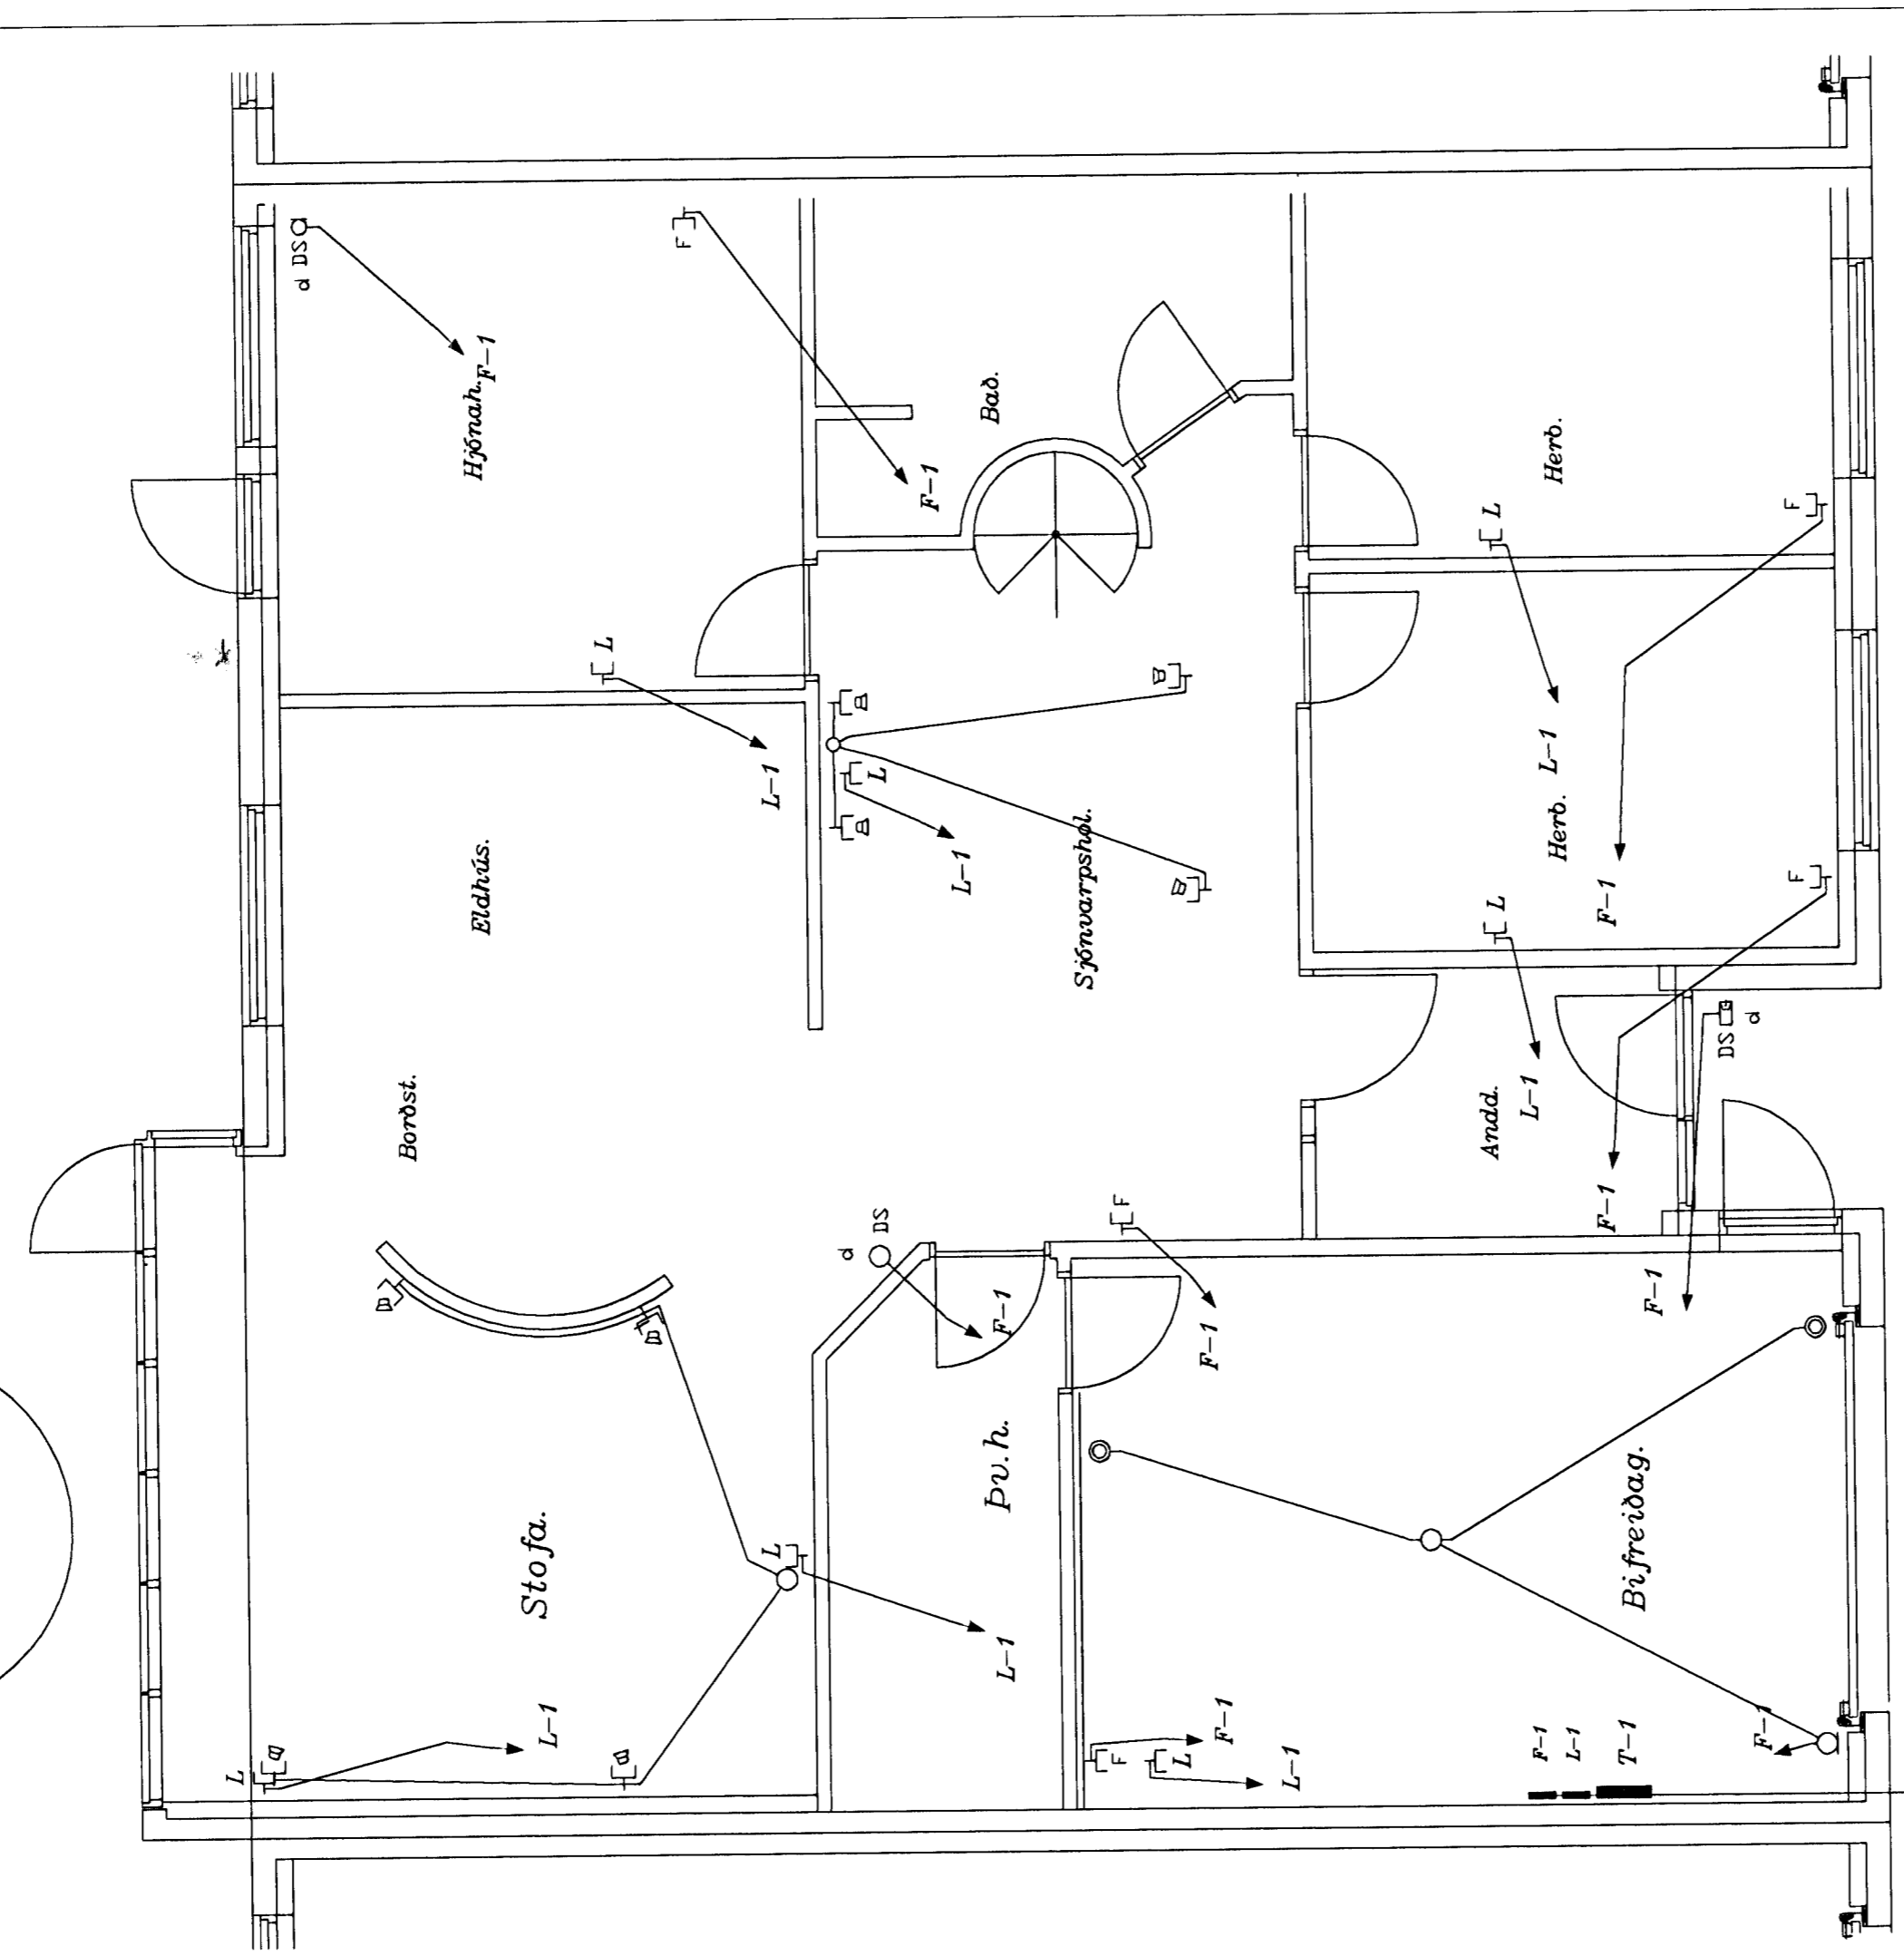 Hjónah.
F-1
d DS
F
F-1
Bað.
Herb.
L
F
L
L-1
Eldhús.
L
L-1
Sjónvarpshol.
Herb.
L-1
F-1
F
L
L-1
Borðst.
Andd.
F-1
DS
d
d
DS
F-1
F
F-1
F-1
Stofa.
L
L-1
Þv.h.
Bifreiðag.
L
L-1
F
F-1
L
L-1
F-1
L-1
T-1
F-1